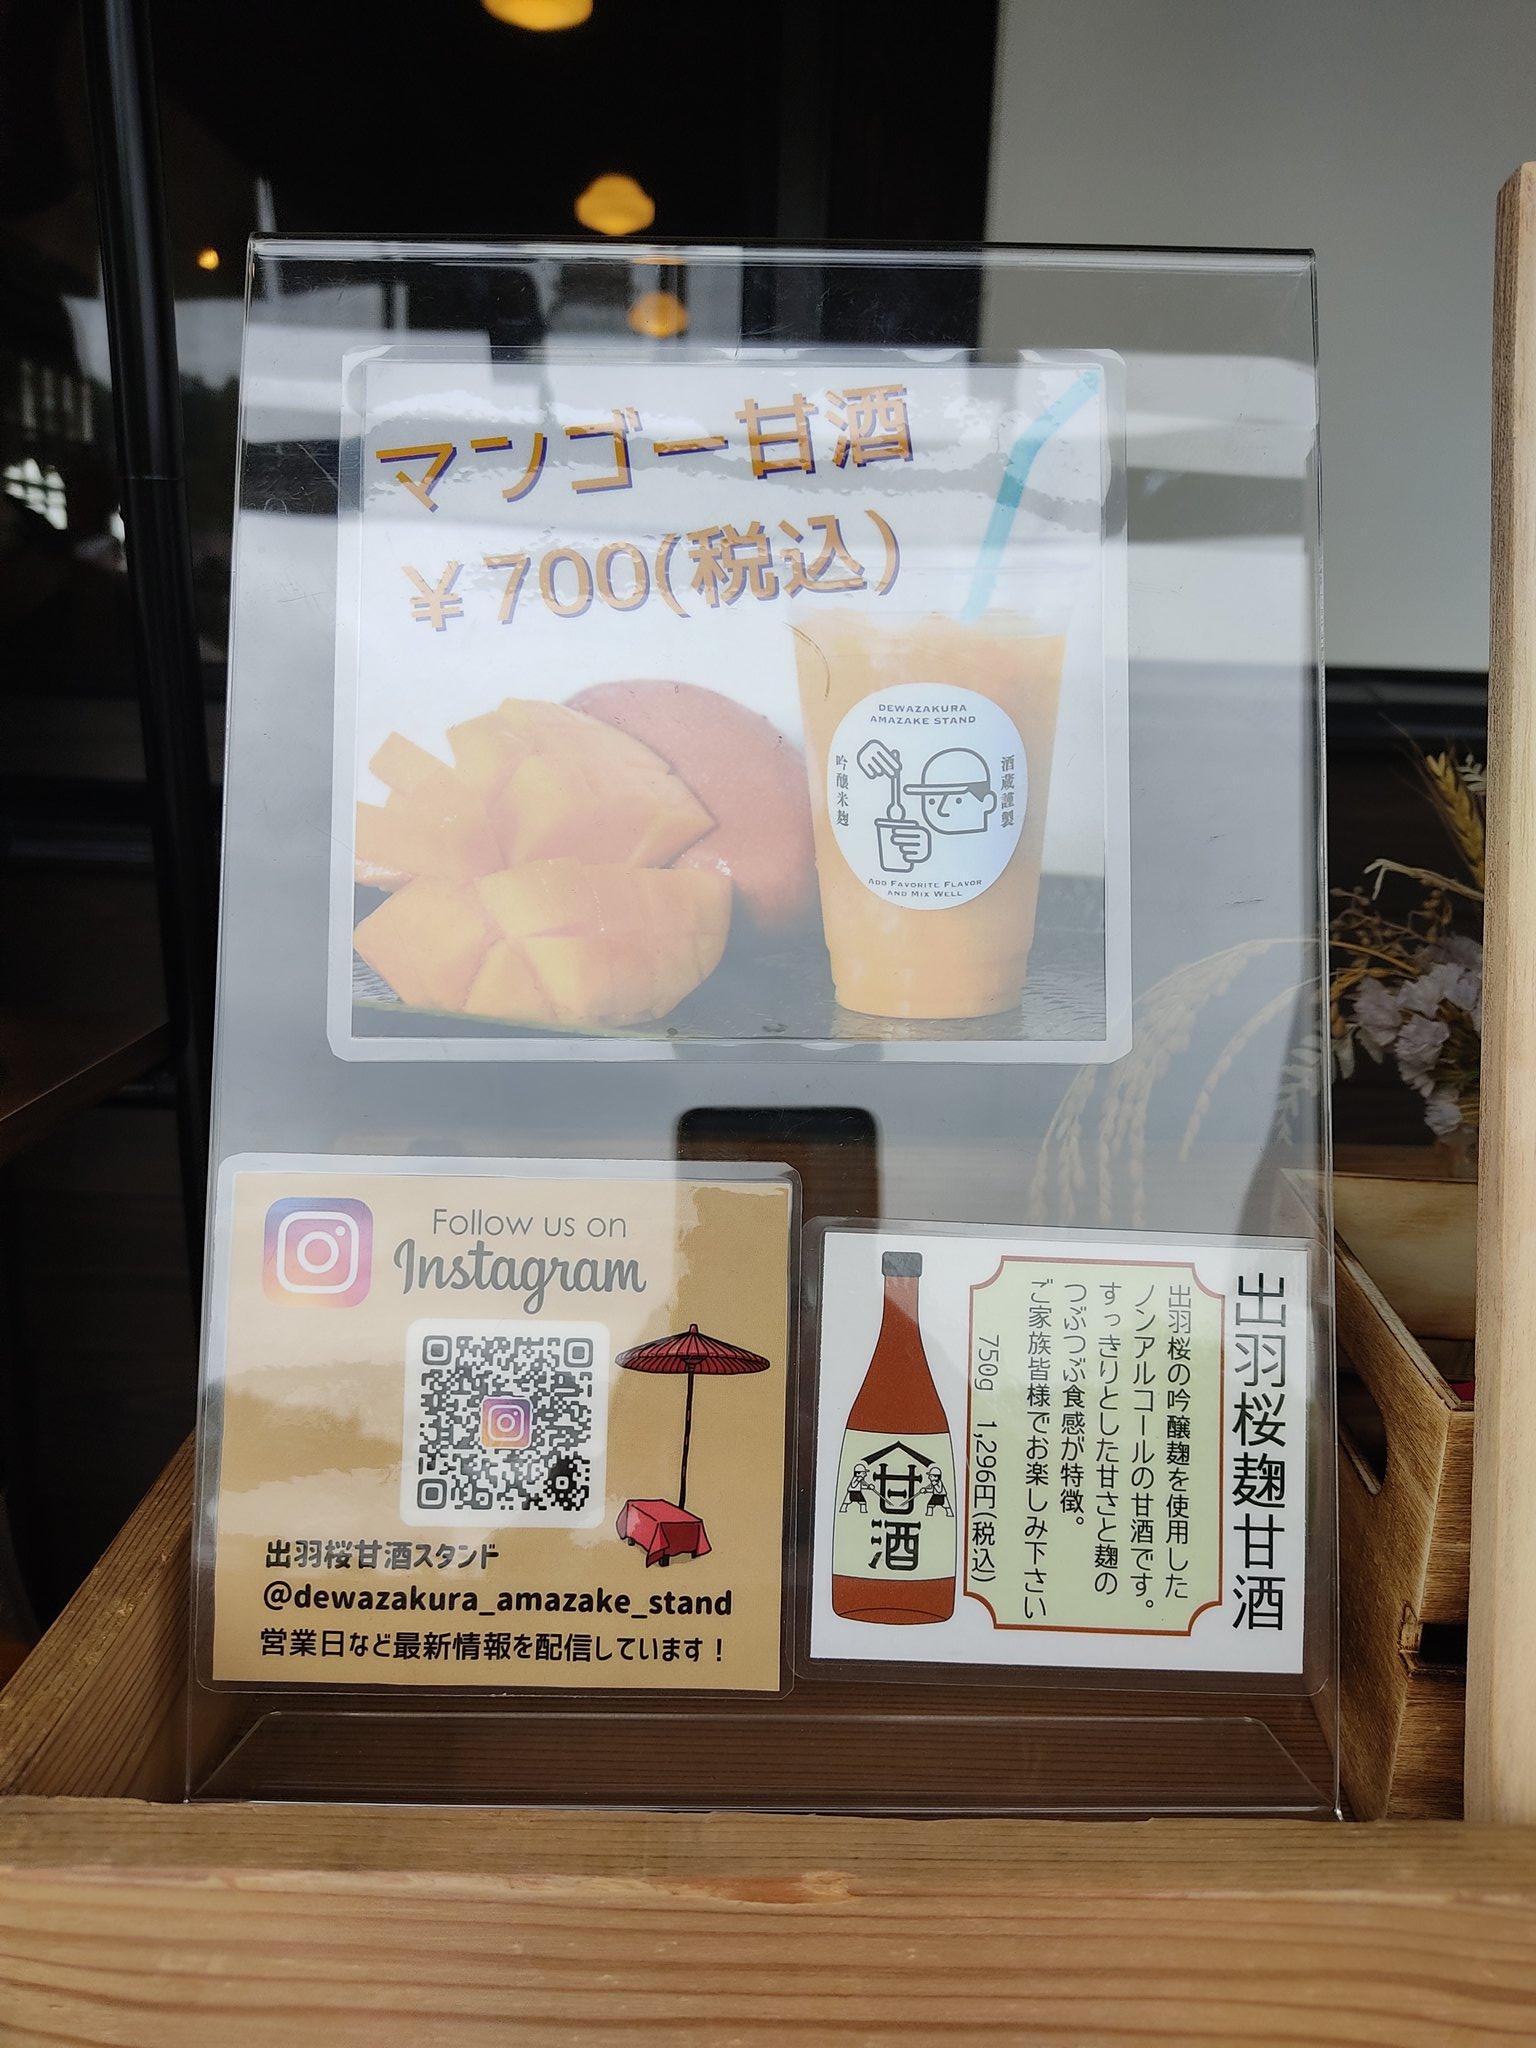 マンゴー甘酒
¥700(税込)
DEWAZAKURA
AMAZAKE STAND
吟醸米麹
酒蔵謹製
ADD FAVORITE FLAVOR
AND MIX WELL
Follow us on
Instagram
出羽桜甘酒スタンド
@dewazakura_amazake_stand
営業日など最新情報を配信しています!
出羽桜麹甘酒
出羽桜の吟醸麹を使用した
ノンアルコールの甘酒です。
すっきりとした甘さと麹の
つぶつぶ食感が特徴。
ご家族皆様でお楽しみ下さい
750g 1,296円(税込)
甘酒